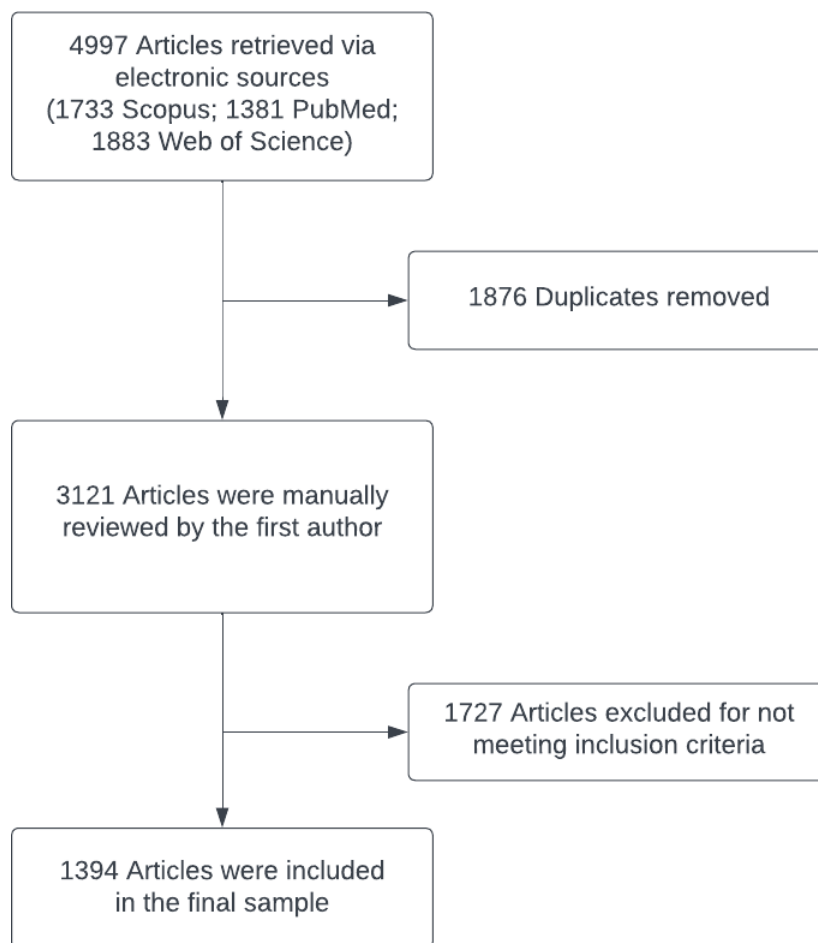 4997 Articles retrieved via
electronic sources
(1733 Scopus; 1381 PubMed;
1883 Web of Science)
1876 Duplicates removed
3121 Articles were manually
reviewed by the first author
1727 Articles excluded for not
meeting inclusion criteria
1394 Articles were included
in the final sample